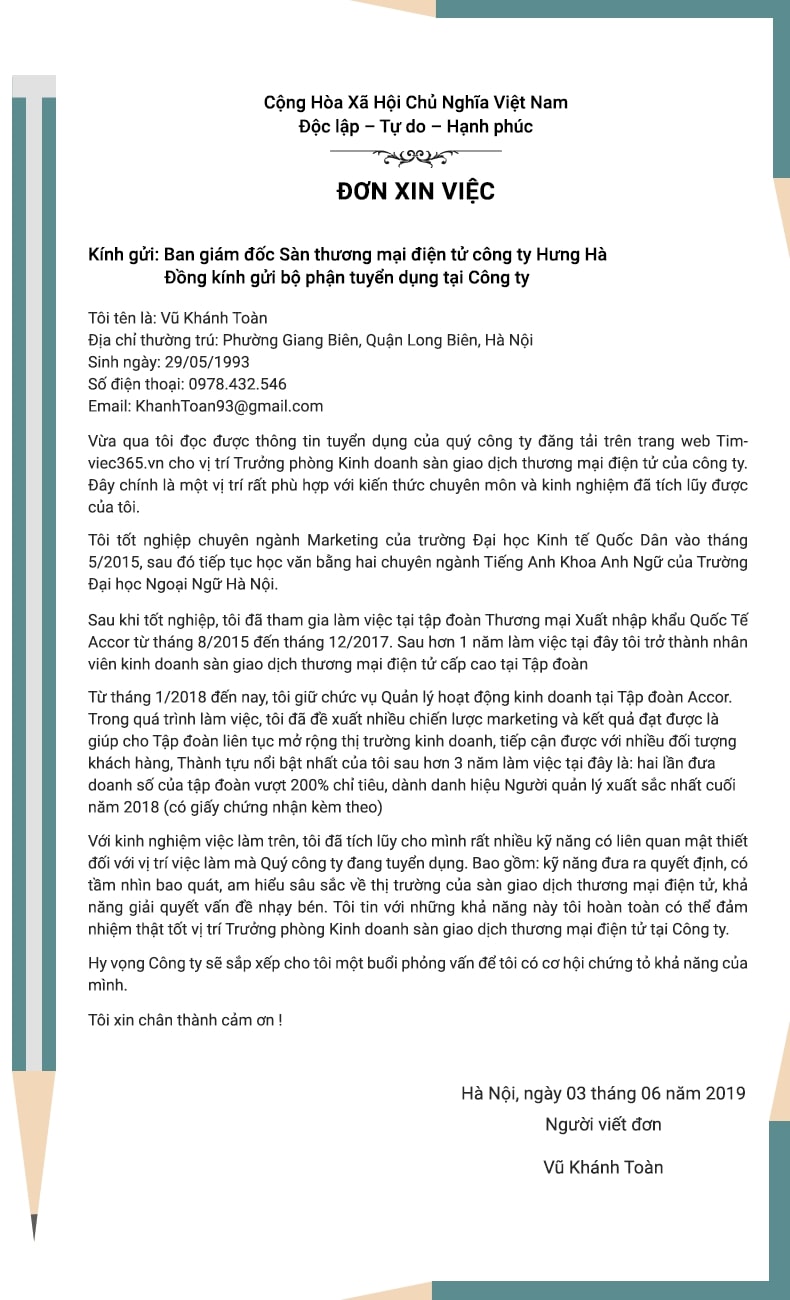 Cộng Hòa Xã Hội Chủ Nghĩa Việt Nam
Độc lập – Tự do – Hạnh phúc
ĐƠN XIN VIỆC
Kính gửi: Ban giám đốc Sàn thương mại điện tử công ty Hưng Hà
Đồng kính gửi bộ phận tuyển dụng tại Công ty
Tôi tên là: Vũ Khánh Toàn
Địa chỉ thường trú: Phường Giang Biên, Quận Long Biên, Hà Nội
Sinh ngày: 29/05/1993
Số điện thoại: 0978.432.546
Email: KhanhToan93@gmail.com
Vừa qua tôi đọc được thông tin tuyển dụng của quý công ty đăng tải trên trang web Tim-
viec365.vn cho vị trí Trưởng phòng Kinh doanh sàn giao dịch thương mại điện tử của công ty.
Đây chính là một vị trí rất phù hợp với kiến thức chuyên môn và kinh nghiệm đã tích lũy được
của tôi.
Tôi tốt nghiệp chuyên ngành Marketing của trường Đại học Kinh tế Quốc Dân vào tháng
5/2015, sau đó tiếp tục học văn bằng hai chuyên ngành Tiếng Anh Khoa Anh Ngữ của Trường
Đại học Ngoại Ngữ Hà Nội.
Sau khi tốt nghiệp, tôi đã tham gia làm việc tại tập đoàn Thương mại Xuất nhập khẩu Quốc Tế
Accor từ tháng 8/2015 đến tháng 12/2017. Sau hơn 1 năm làm việc tại đây tôi trở thành nhân
viên kinh doanh sàn giao dịch thương mại điện tử cấp cao tại Tập đoàn
Từ tháng 1/2018 đến nay, tôi giữ chức vụ Quản lý hoạt động kinh doanh tại Tập đoàn Accor.
Trong quá trình làm việc, tôi đã đề xuất nhiều chiến lược marketing và kết quả đạt được là
giúp cho Tập đoàn liên tục mở rộng thị trường kinh doanh, tiếp cận được với nhiều đối tượng
khách hàng, Thành tựu nổi bật nhất của tôi sau hơn 3 năm làm việc tại đây là: hai lần đưa
doanh số của tập đoàn vượt 200% chỉ tiêu, dành danh hiệu Người quản lý xuất sắc nhất cuối
năm 2018 (có giấy chứng nhận kèm theo)
Với kinh nghiệm việc làm trên, tôi đã tích lũy cho mình rất nhiều kỹ năng có liên quan mật thiết
đối với vị trí việc làm mà Quý công ty đang tuyển dụng. Bao gồm: kỹ năng đưa ra quyết định, có
tầm nhìn bao quát, am hiểu sâu sắc về thị trường của sàn giao dịch thương mại điện tử, khả
năng giải quyết vấn đề nhạy bén. Tôi tin với những khả năng này tôi hoàn toàn có thể đảm
nhiệm thật tốt vị trí Trưởng phòng Kinh doanh sàn giao dịch thương mại điện tử tại Công ty.
Hy vọng Công ty sẽ sắp xếp cho tôi một buổi phỏng vấn để tôi có cơ hội chứng tỏ khả năng của
mình.
Tôi xin chân thành cảm ơn !
Hà Nội, ngày 03 tháng 06 năm 2019
Người viết đơn
Vũ Khánh Toàn